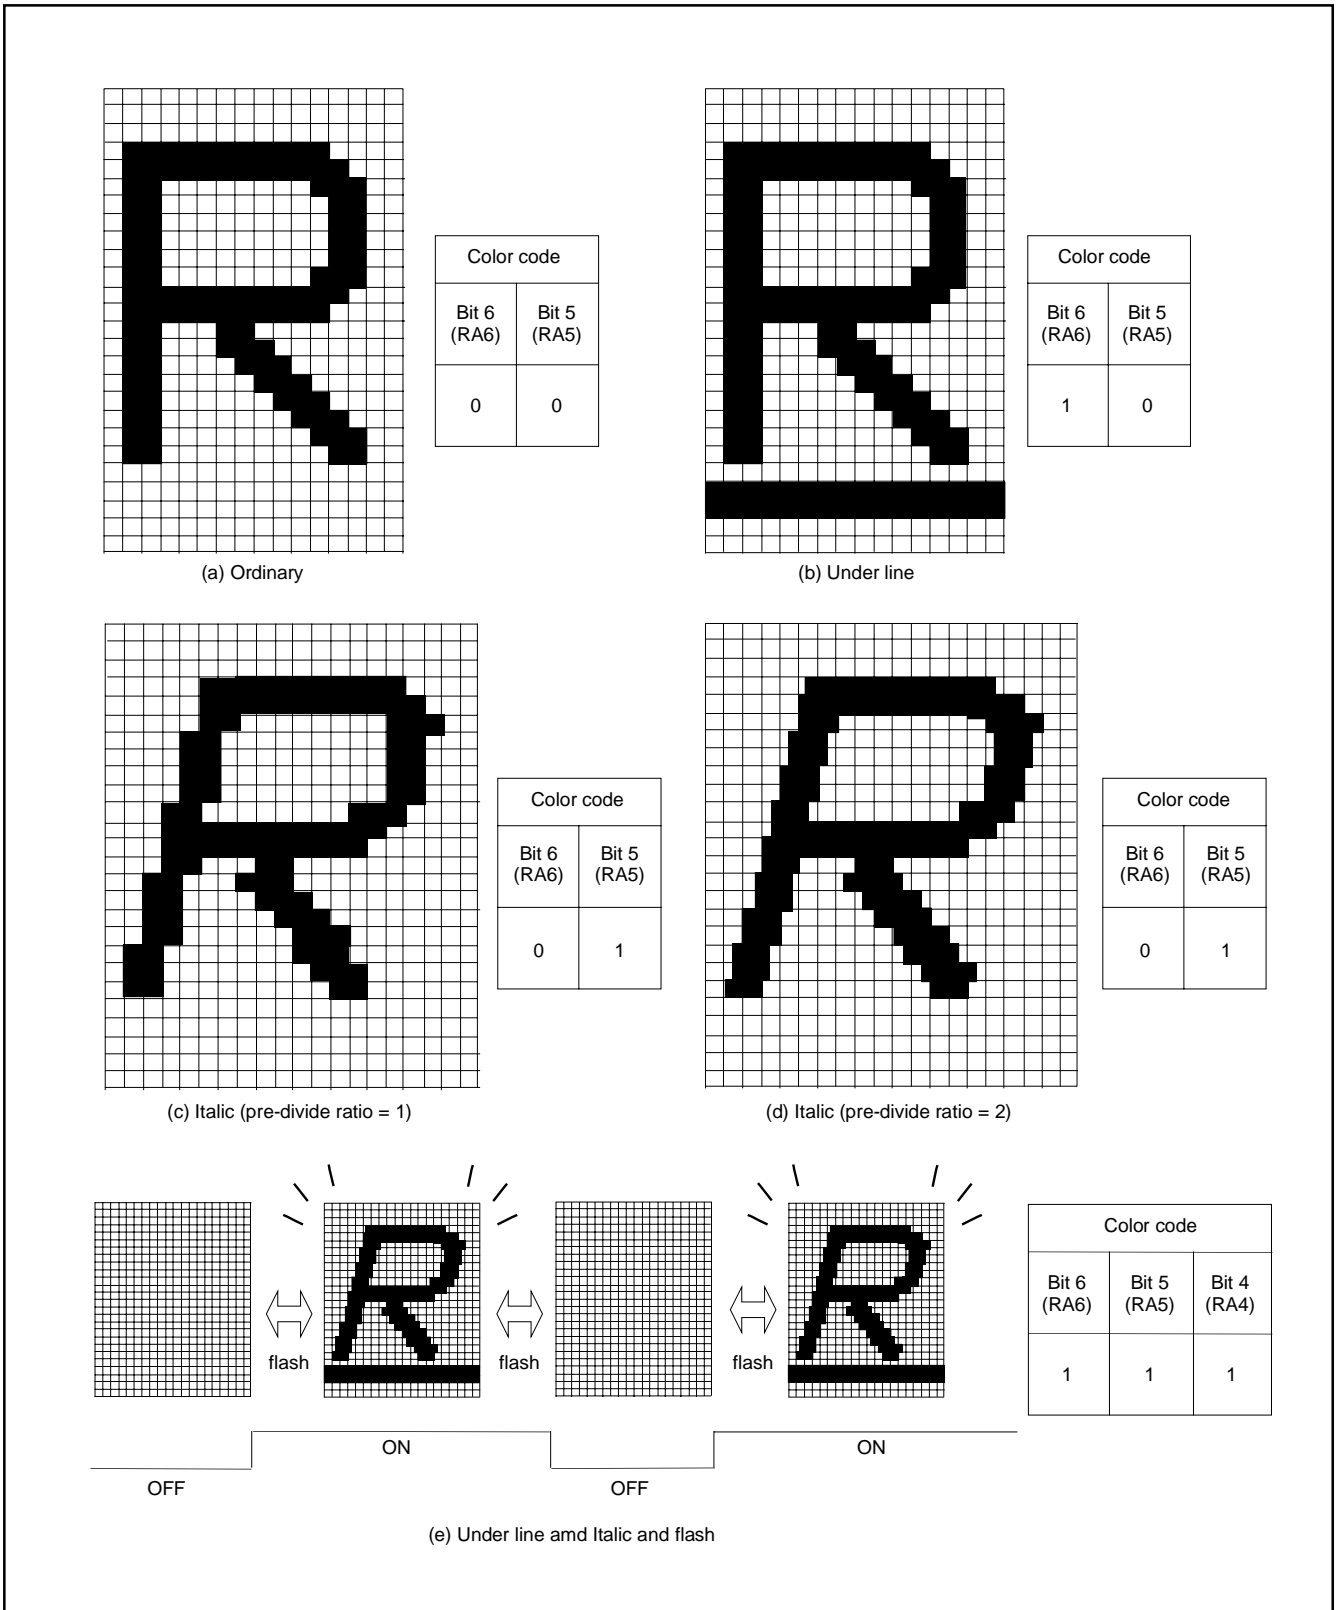 Color code
Bit 6 Bit 5
(RA6) (RA5)
0 0
(a) Ordinary
Color code
Bit 6 Bit 5
(RA6) (RA5)
1 0
(b) Under line
Color code
Bit 6 Bit 5
(RA6) (RA5)
0 1
(c) Italic (pre-divide ratio = 1)
Color code
Bit 6 Bit 5
(RA6) (RA5)
0 1
(d) Italic (pre-divide ratio = 2)
flash flash flash
Color code
Bit 6 Bit 5 Bit 4
(RA6) (RA5) (RA4)
1 1 1
ON ON
OFF OFF
(e) Under line amd Italic and flash